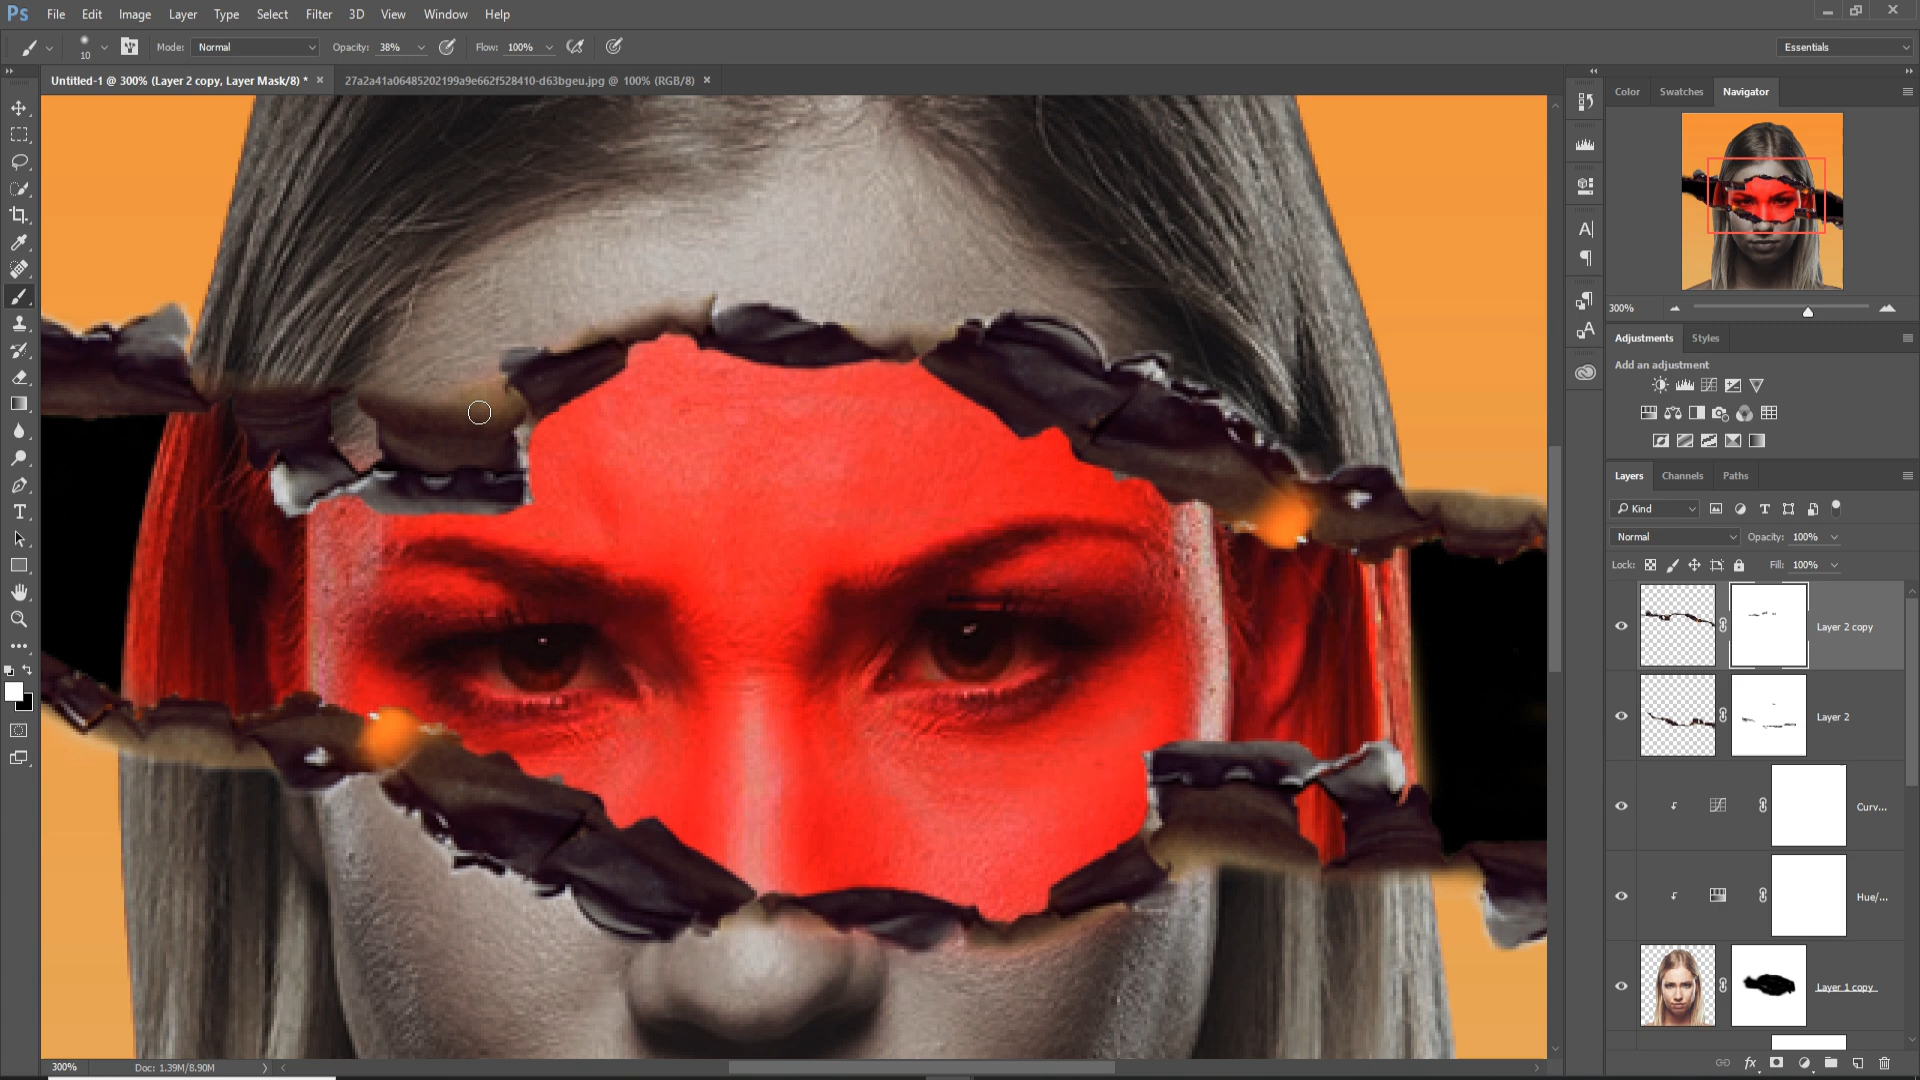 Ps File Edit Image Layer Type Select Filter 3D View Window Help
10 Mode: Normal Opacity: 38% Flow: 100% Essentials
Untitled-1 @ 300% (Layer 2 copy, Layer Mask/8) * × 27a2a41a06485202199a9e662f528410-d63bgeu.jpg @ 100% (RGB/8) ×
Color Swatches Navigator
300%
Adjustments Styles
Add an adjustment
Layers Channels Paths
Kind
Normal Opacity: 100%
Lock: Fill: 100%
Layer 2 copy
Layer 2
Curv...
Hue/...
Layer 1 copy
fx
300% Doc: 1.39M/8.90M